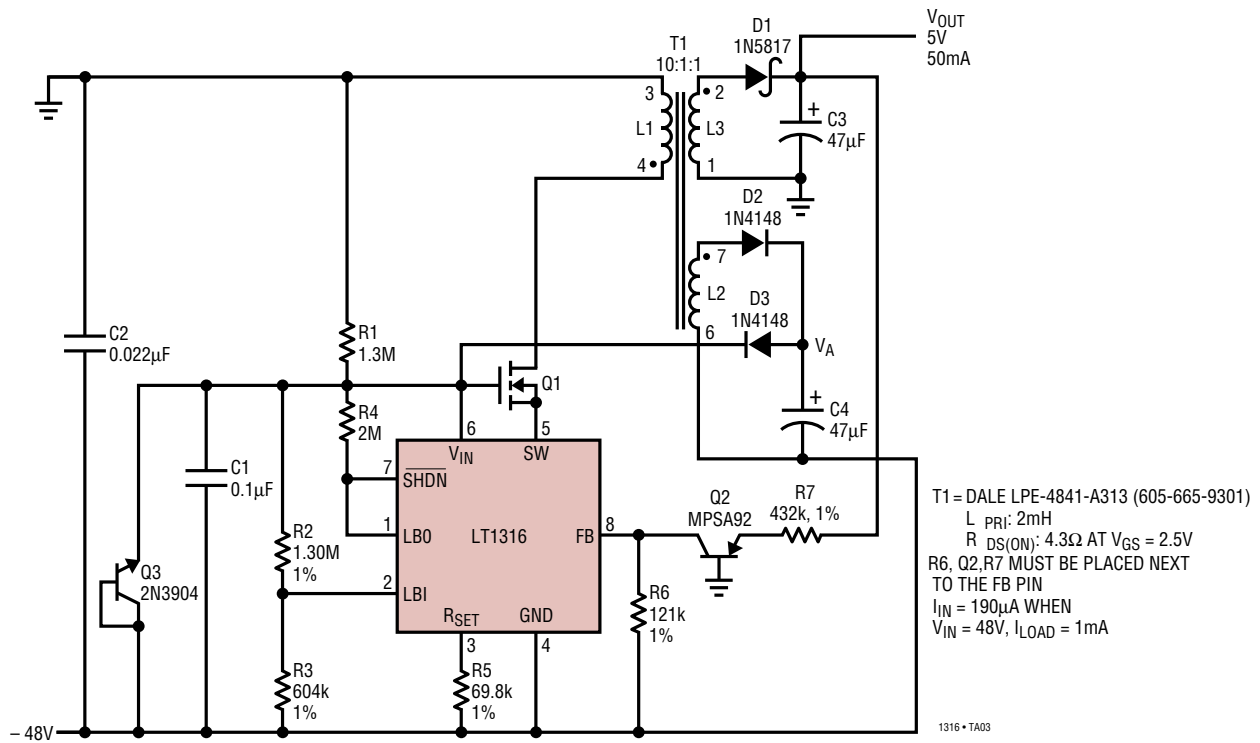 VOUT
5V
50mA
D1
1N5817
T1
10:1:1
3
2
L1
L3
4
1
+
C3
47µF
D2
1N4148
7
L2
D3
1N4148
6
VA
C2
0.022µF
R1
1.3M
Q1
R4
2M
+
C4
47µF
6
5
VIN
SW
7
SHDN
C1
0.1µF
R2
1.30M
1%
1
LBO
LT1316
FB
8
Q2
MPSA92
R7
432k, 1%
2
LBI
Q3
2N3904
RSET
GND
3
4
R6
121k
1%
R3
604k
1%
R5
69.8k
1%
– 48V
T1 = DALE LPE-4841-A313 (605-665-9301)
L PRI: 2mH
R DS(ON): 4.3Ω AT VGS = 2.5V
R6, Q2,R7 MUST BE PLACED NEXT
TO THE FB PIN
IIN = 190µA WHEN
VIN = 48V, ILOAD = 1mA
1316 • TA03